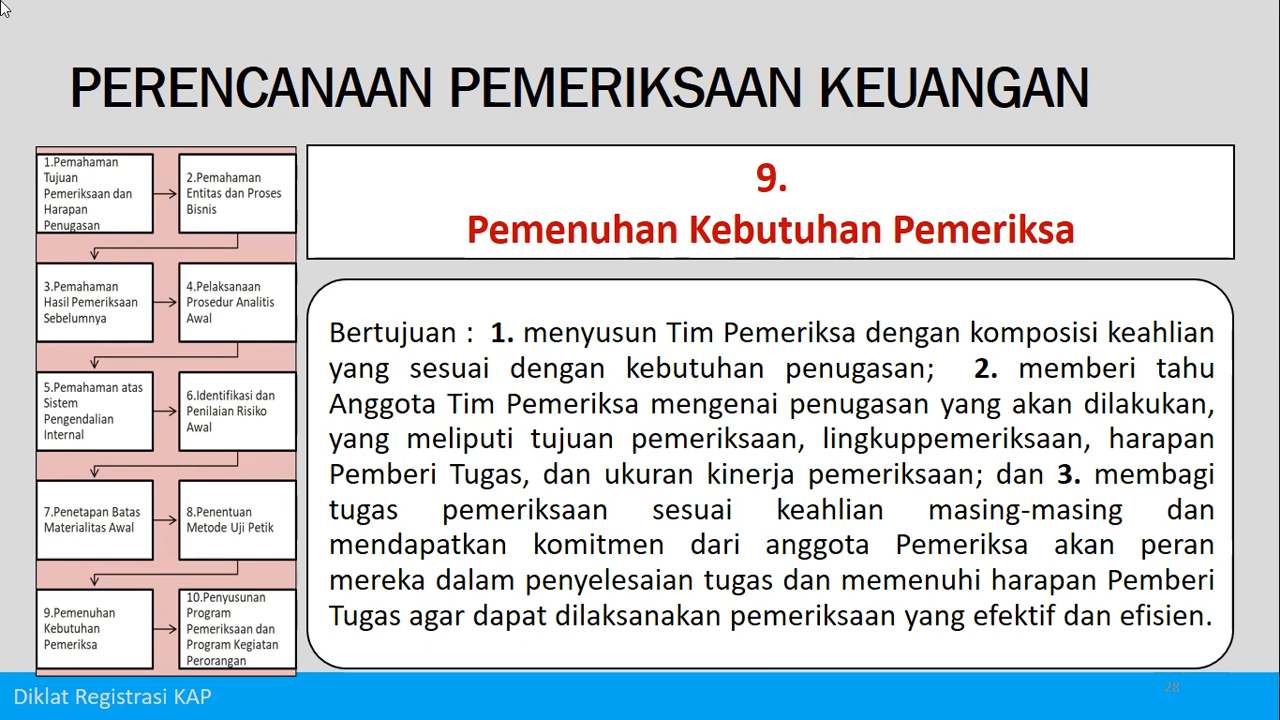 PERENCANAAN PEMERIKSAAN KEUANGAN
1.Pemahaman
Tujuan
Pemeriksaan dan
Harapan
Penugasan
2.Pemahaman
Entitas dan Proses
Bisnis
3.Pemahaman
Hasil Pemeriksaan
Sebelumnya
4.Pelaksanaan
Prosedur Analitis
Awal
5.Pemahaman atas
Sistem
Pengendalian
Internal
6.Identifikasi dan
Penilaian Risiko
Awal
7.Penetapan Batas
Materialitas Awal
8.Penentuan
Metode Uji Petik
9.Pemenuhan
Kebutuhan
Pemeriksa
10.Penyusunan
Program
Pemeriksaan dan
Program Kegiatan
Perorangan
9.
Pemenuhan Kebutuhan Pemeriksa
Bertujuan : 1. menyusun Tim Pemeriksa dengan komposisi keahlian
yang sesuai dengan kebutuhan penugasan; 2. memberi tahu
Anggota Tim Pemeriksa mengenai penugasan yang akan dilakukan,
yang meliputi tujuan pemeriksaan, lingkuppemeriksaan, harapan
Pemberi Tugas, dan ukuran kinerja pemeriksaan; dan 3. membagi
tugas pemeriksaan sesuai keahlian masing-masing dan
mendapatkan komitmen dari anggota Pemeriksa akan peran
mereka dalam penyelesaian tugas dan memenuhi harapan Pemberi
Tugas agar dapat dilaksanakan pemeriksaan yang efektif dan efisien.
Diklat Registrasi KAP
28